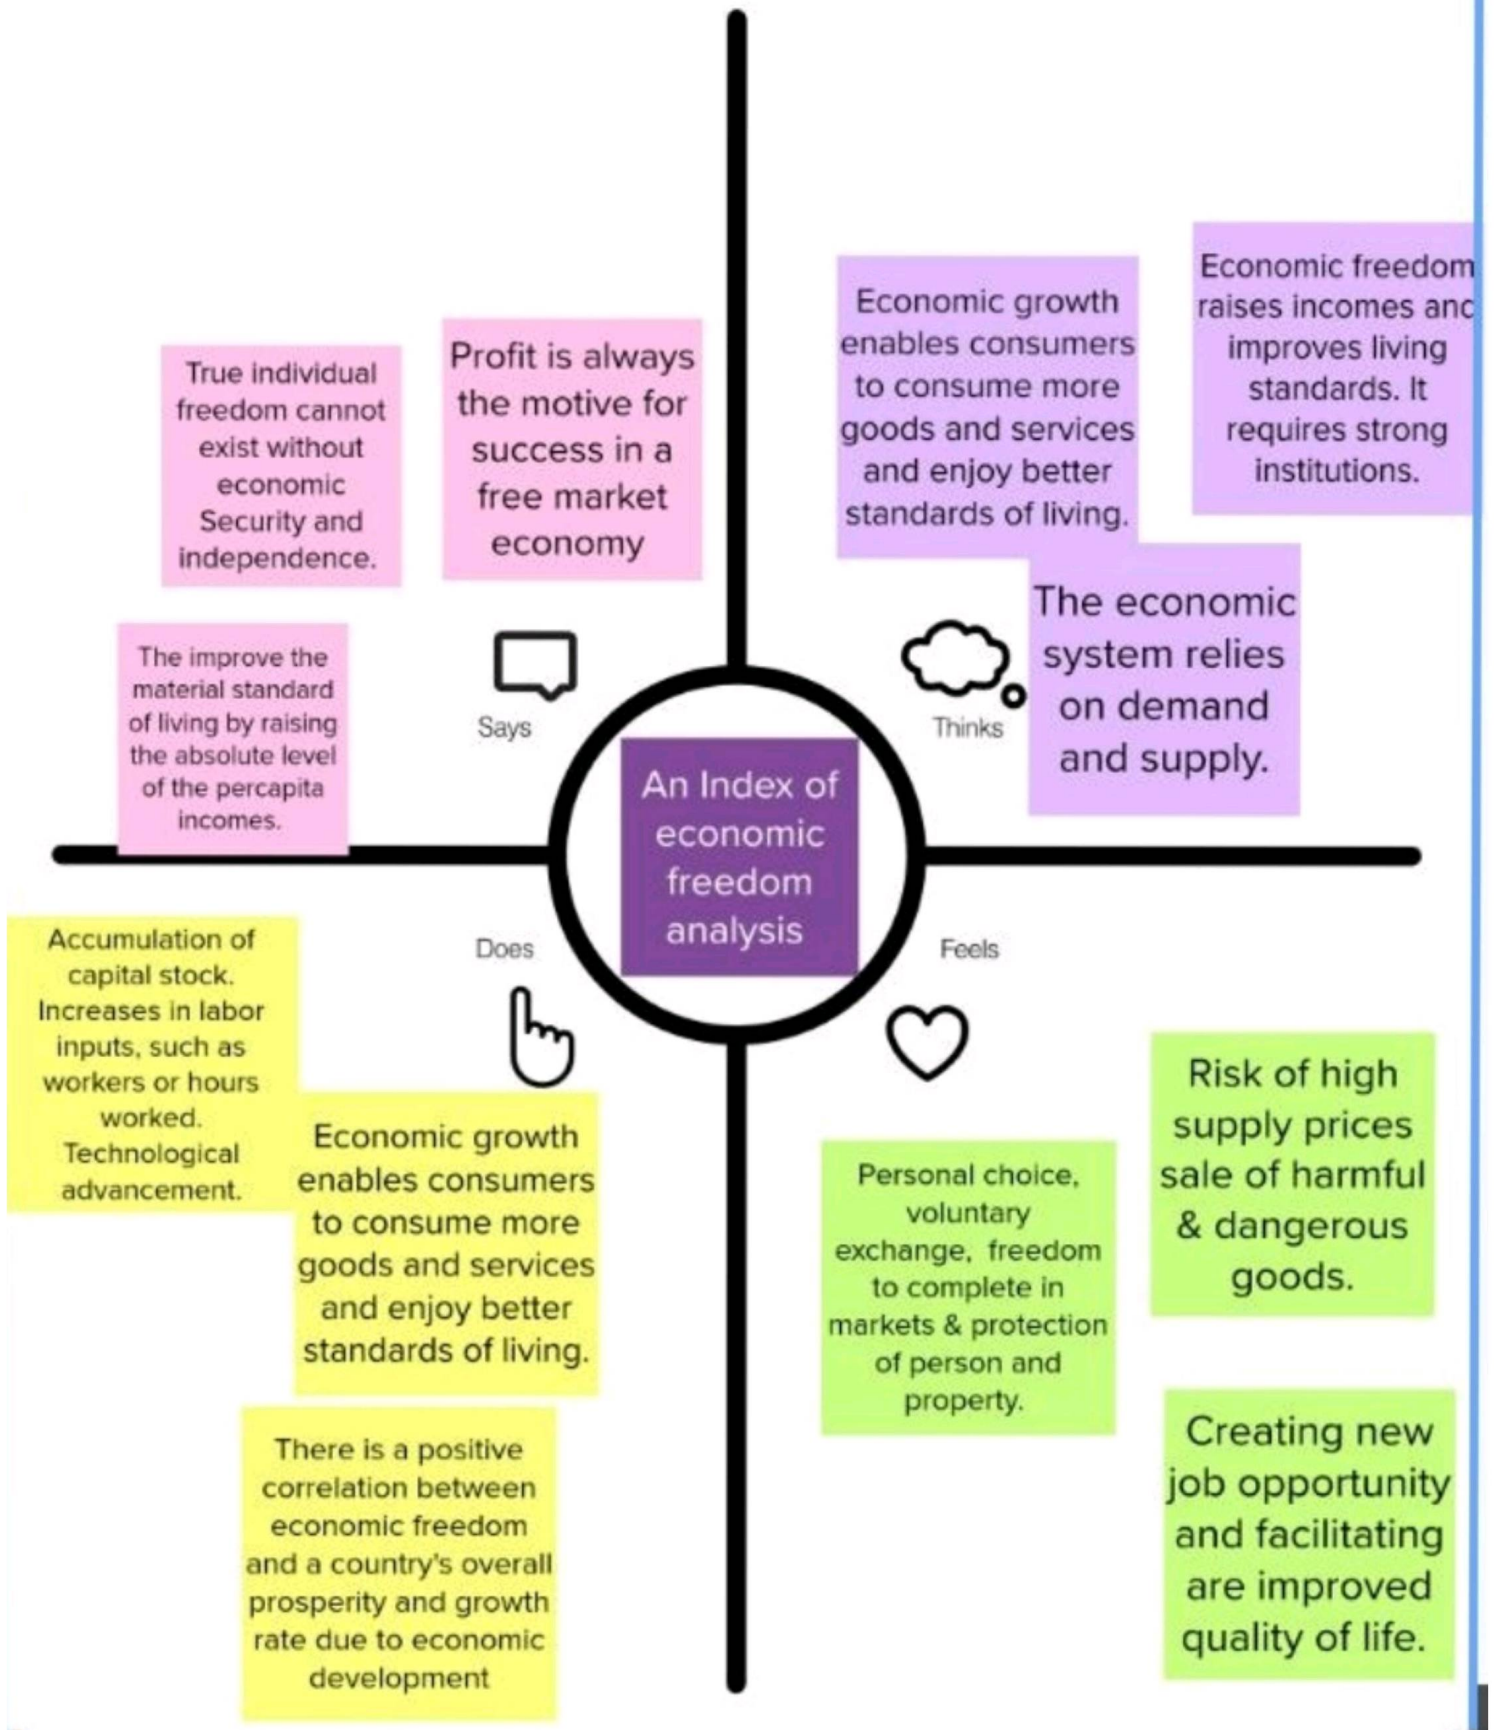 True individual
freedom cannot
exist without
economic
Security and
independence.
Profit is always
the motive for
success in a
free market
economy
The improve the
material standard
of living by raising
the absolute level
of the percapita
incomes.
Says
Economic growth
enables consumers
to consume more
goods and services
and enjoy better
standards of living.
Economic freedom
raises incomes and
improves living
standards. It
requires strong
institutions.
The economic
system relies
on demand
and supply.
Thinks
An Index of
economic
freedom
analysis
Does
Accumulation of
capital stock.
Increases in labor
inputs, such as
workers or hours
worked.
Technological
advancement.
Economic growth
enables consumers
to consume more
goods and services
and enjoy better
standards of living.
There is a positive
correlation between
economic freedom
and a country's overall
prosperity and growth
rate due to economic
development
Feels
Personal choice,
voluntary
exchange, freedom
to complete in
markets & protection
of person and
property.
Risk of high
supply prices
sale of harmful
& dangerous
goods.
Creating new
job opportunity
and facilitating
are improved
quality of life.